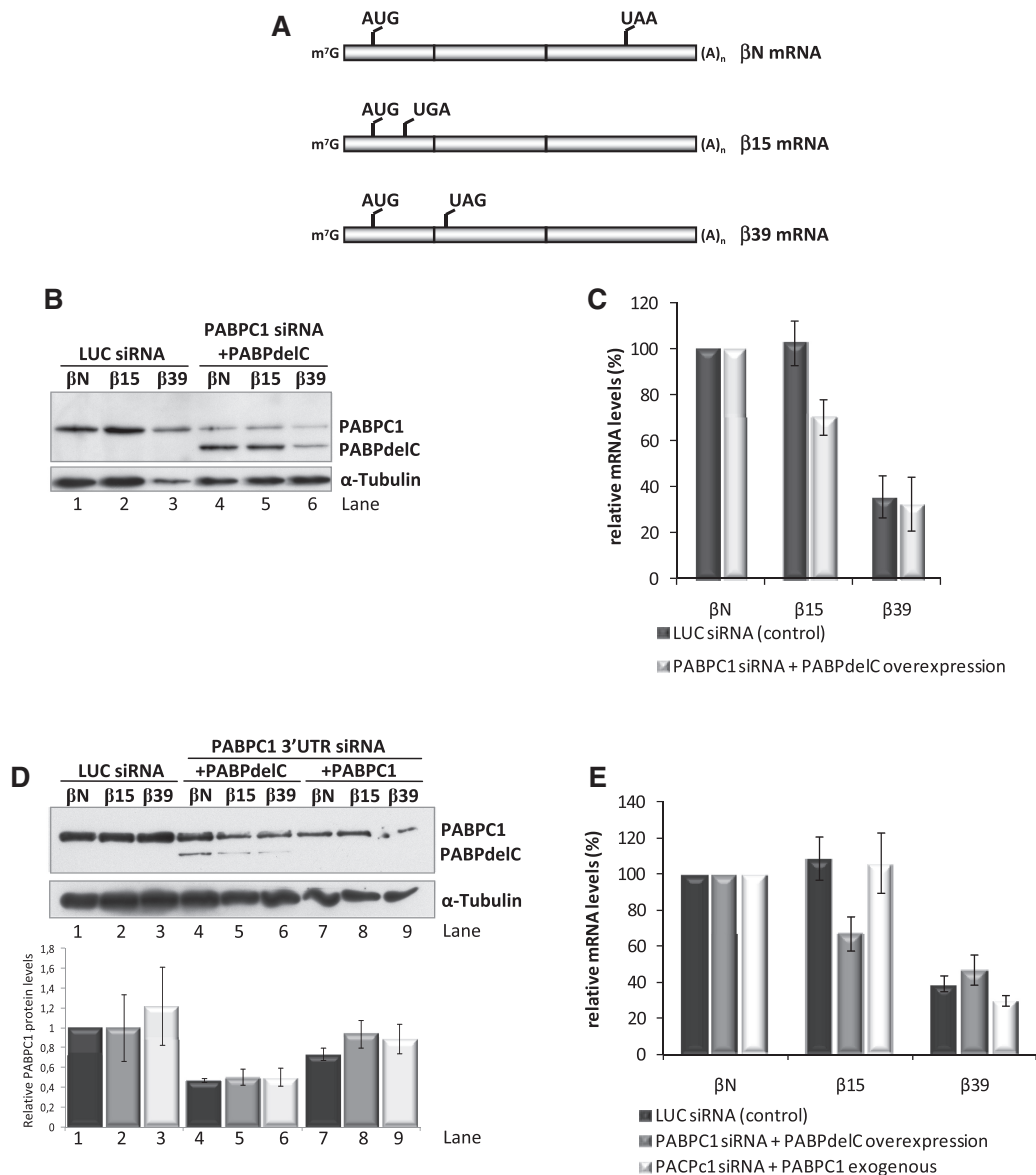 A
AUG UAA
m⁷G (A)ₙ βN mRNA
AUG UGA
m⁷G (A)ₙ β15 mRNA
AUG UAG
m⁷G (A)ₙ β39 mRNA
B
PABPC1 siRNA
LUC siRNA +PABPdelC
βN β15 β39 βN β15 β39
PABPC1
PABPdelC
α-Tubulin
1 2 3 4 5 6 Lane
C
relative mRNA levels (%)
120
100
80
60
40
20
0
βN β15 β39
LUC siRNA (control)
PABPC1 siRNA + PABPdelC overexpression
D
PABPC1 3’UTR siRNA
LUC siRNA +PABPdelC +PABPC1
βN β15 β39 βN β15 β39 βN β15 β39
PABPC1
PABPdelC
α-Tubulin
1 2 3 4 5 6 7 8 9 Lane
Relative PABPC1 protein levels
1,8
1,6
1,4
1,2
1
0,8
0,6
0,4
0,2
0
1 2 3 4 5 6 7 8 9 Lane
E
relative mRNA levels (%)
140
120
100
80
60
40
20
0
βN β15 β39
LUC siRNA (control)
PABPC1 siRNA + PABPdelC overexpression
PACPc1 siRNA + PABPC1 exogenous